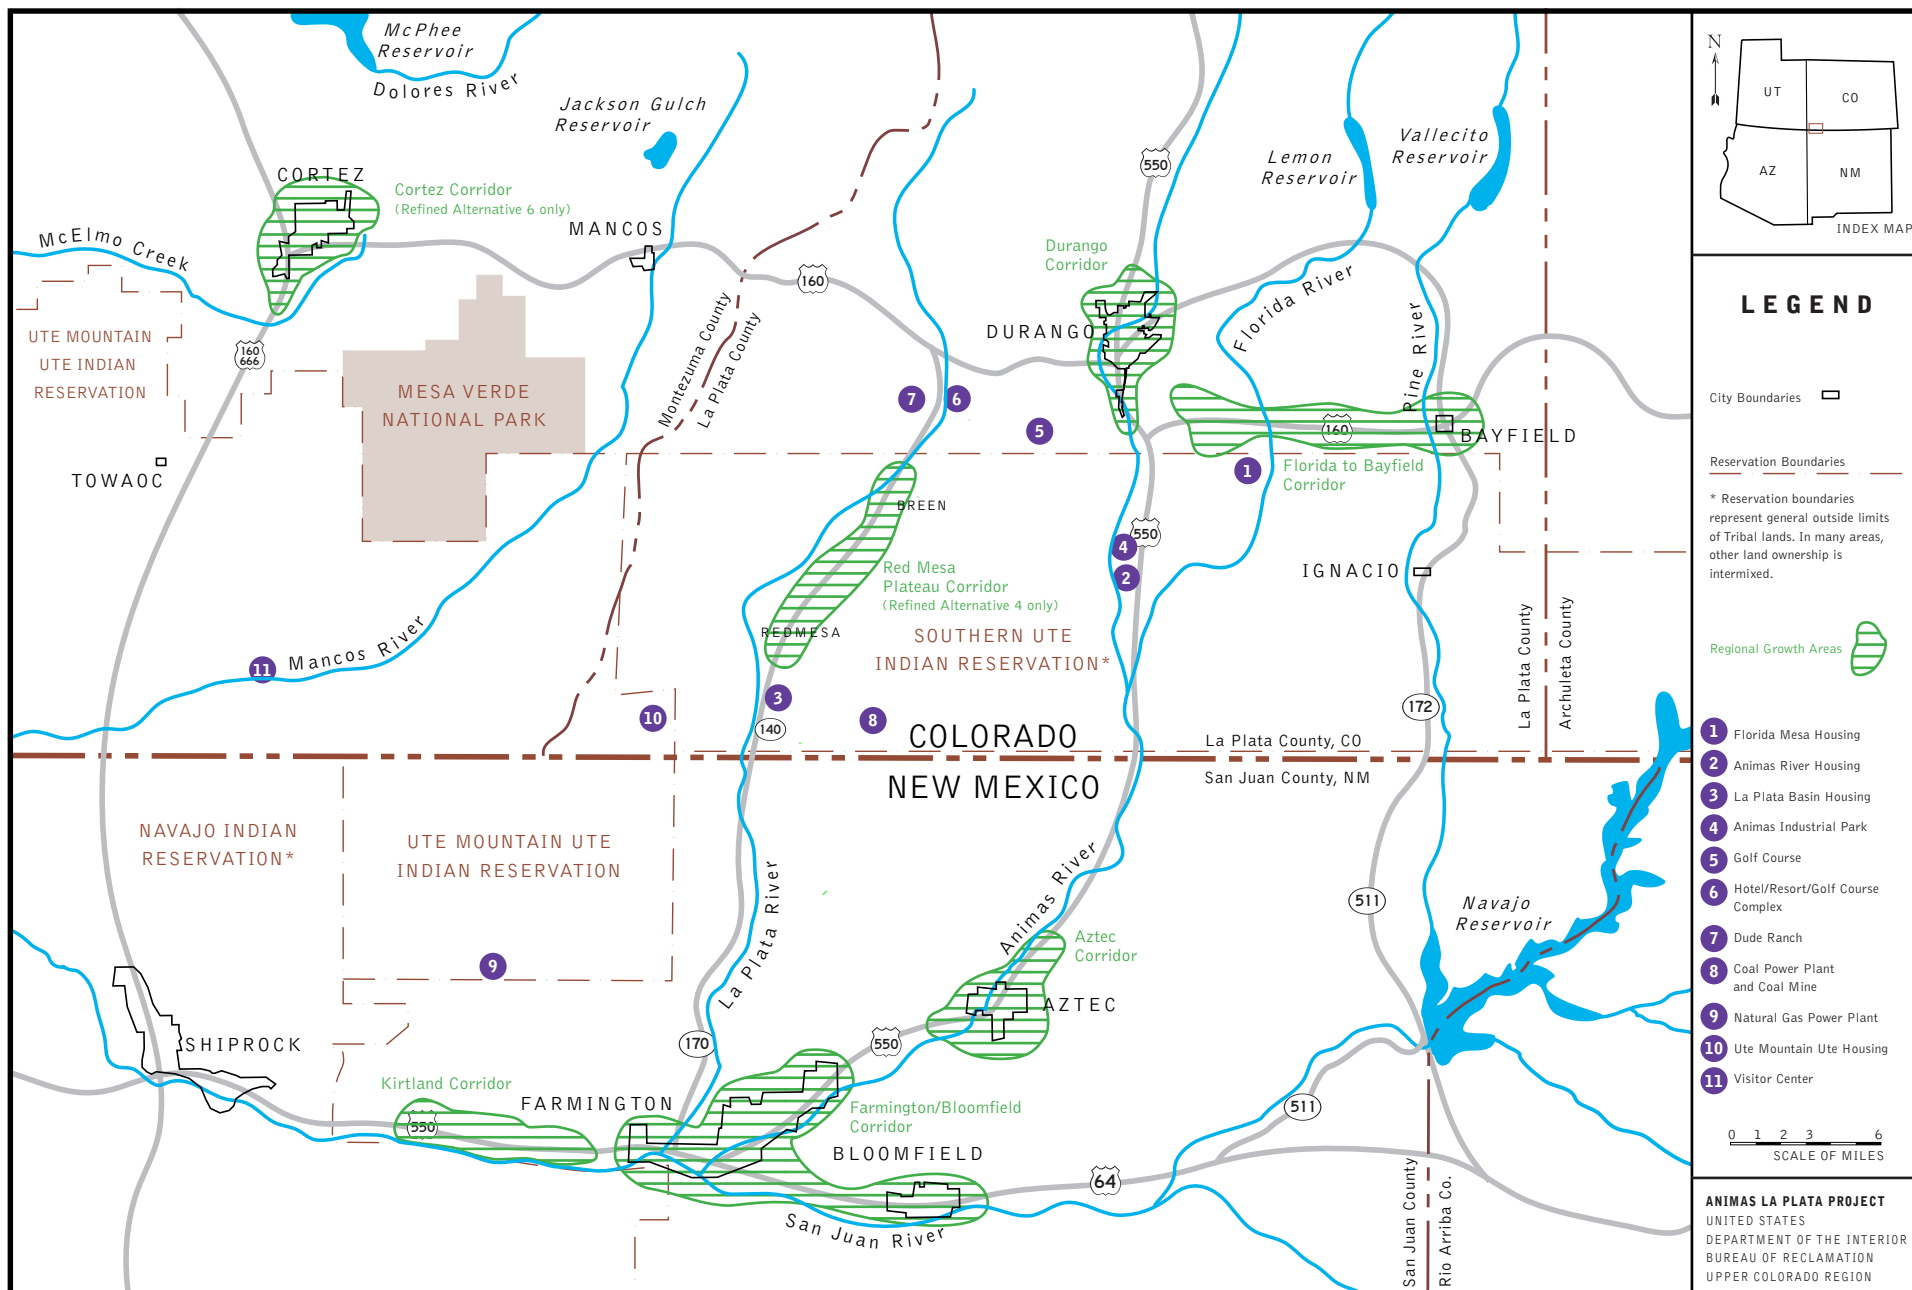 McPhee
Reservoir
Dolores River
Jackson Gulch
Reservoir
CORTEZ
Cortez Corridor
(Refined Alternative 6 only)
McElmo Creek
MANCOS
160
550
Lemon
Reservoir
Vallecito
Reservoir
Durango
Corridor
DURANGO
Florida River
Pine River
UTE MOUNTAIN
UTE INDIAN
RESERVATION
160
666
MESA VERDE
NATIONAL PARK
Montezuma County
La Plata County
7
6
5
160
BAYFIELD
1
Florida to Bayfield
Corridor
TOWAOC
BREEN
550
4
2
IGNACIO
Red Mesa
Plateau Corridor
(Refined Alternative 4 only)
REDMESA
SOUTHERN UTE
INDIAN RESERVATION*
La Plata County
Archuleta County
11
Mancos River
10
3
140
8
172
COLORADO
La Plata County, CO
NEW MEXICO
San Juan County, NM
NAVAJO INDIAN
RESERVATION*
UTE MOUNTAIN UTE
INDIAN RESERVATION
La Plata River
Animas River
511
Navajo
Reservoir
9
Aztec
Corridor
AZTEC
SHIPROCK
170
550
Kirtland Corridor
550
FARMINGTON
Farmington/Bloomfield
Corridor
BLOOMFIELD
511
64
San Juan River
San Juan County
Rio Arriba Co.
N
UT
CO
AZ
NM
INDEX MAP
LEGEND
City Boundaries
Reservation Boundaries
* Reservation boundaries
represent general outside limits
of Tribal lands. In many areas,
other land ownership is
intermixed.
Regional Growth Areas
1 Florida Mesa Housing
2 Animas River Housing
3 La Plata Basin Housing
4 Animas Industrial Park
5 Golf Course
6 Hotel/Resort/Golf Course
Complex
7 Dude Ranch
8 Coal Power Plant
and Coal Mine
9 Natural Gas Power Plant
10 Ute Mountain Ute Housing
11 Visitor Center
0 1 2 3 6
SCALE OF MILES
ANIMAS LA PLATA PROJECT
UNITED STATES
DEPARTMENT OF THE INTERIOR
BUREAU OF RECLAMATION
UPPER COLORADO REGION